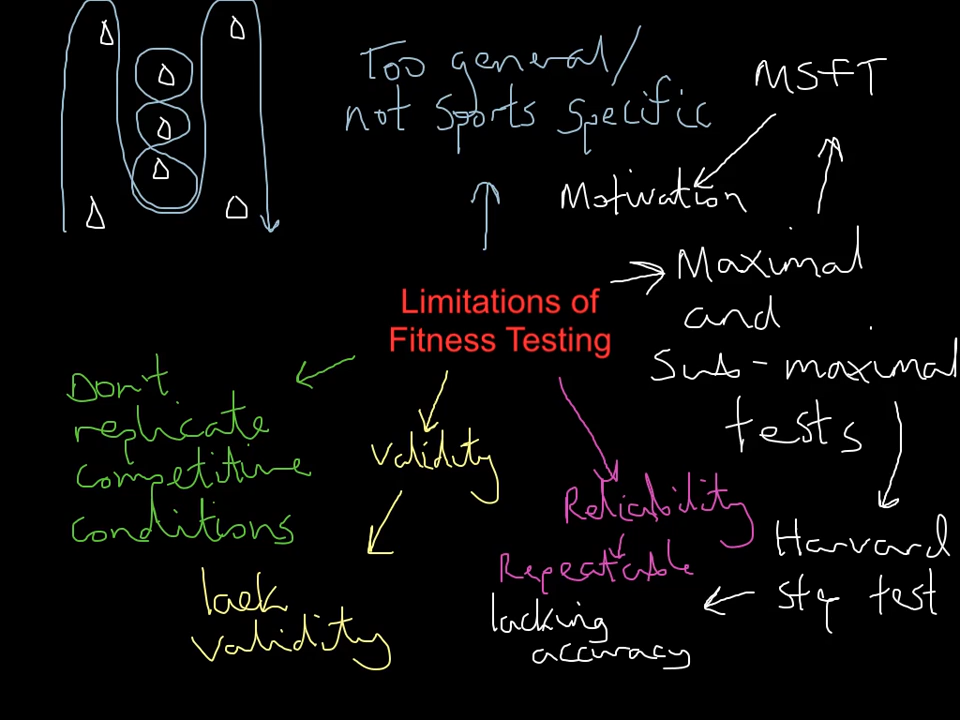 Too general/
not sports specific
MSFT
Motivation
Maximal
and
Sub-maximal
tests
Limitations of
Fitness Testing
Don't
replicate
competitive
conditions
validity
lack
validity
Reliability
Repeatable
lacking
accuracy
Harvard
step test